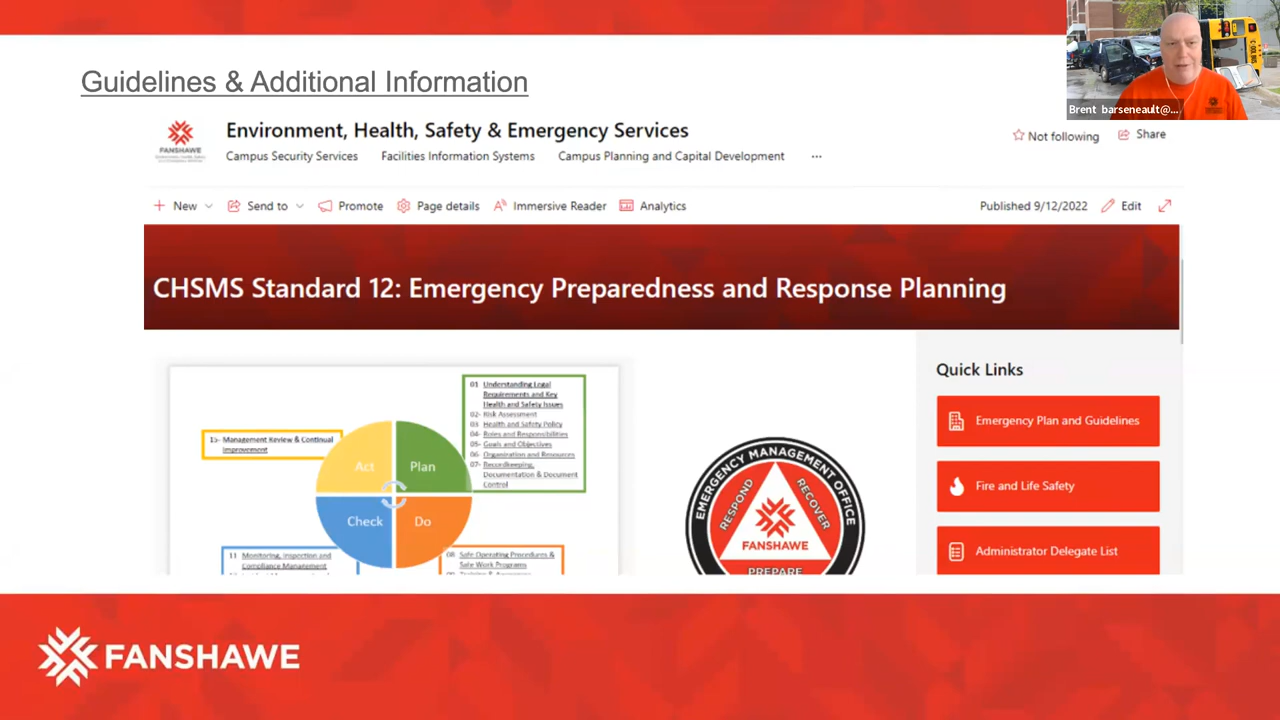 Guidelines & Additional Information
Brent barseneault@...
FANSHAWE
Environment, Health, Safety & Emergency Services
Not following
Share
Campus Security Services Facilities Information Systems Campus Planning and Capital Development ...
New Send to Promote Page details Immersive Reader Analytics
Published 9/12/2022 Edit
CHSMS Standard 12: Emergency Preparedness and Response Planning
15- Management Review & Continual
Improvement
Act
Plan
Check
Do
01 Understanding Legal
Requirements and Key
Health and Safety Issues
02- Risk Assessment
03 Health and Safety Policy
04- Roles and Responsibilities
05- Goals and Objectives
06 Organization and Resources
07- Recordkeeping,
Documentation & Document
Control
11 Monitoring, Inspection and
Compliance Management
08 Safe Operating Procedures &
Safe Work Programs
EMERGENCY MANAGEMENT OFFICE
RESPOND
RECOVER
FANSHAWE
PREPARE
Quick Links
Emergency Plan and Guidelines
Fire and Life Safety
Administrator Delegate List
FANSHAWE